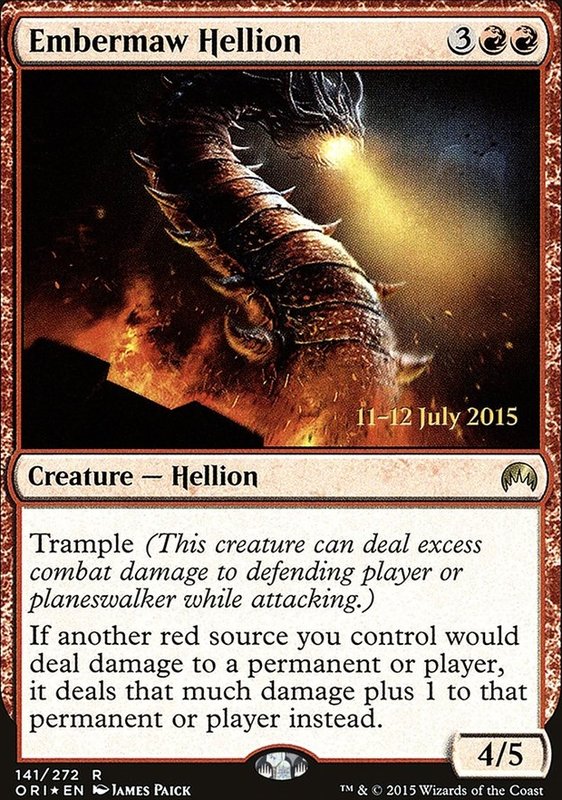 Embermaw Hellion 3
11–12 July 2015
Creature — Hellion
Trample (This creature can deal excess
combat damage to defending player or
planeswalker while attacking.)
If another red source you control would
deal damage to a permanent or player,
it deals that much damage plus 1 to that
permanent or player instead.
4/5
141/272 R
ORI★EN James Paick
™ & © 2015 Wizards of the Coast